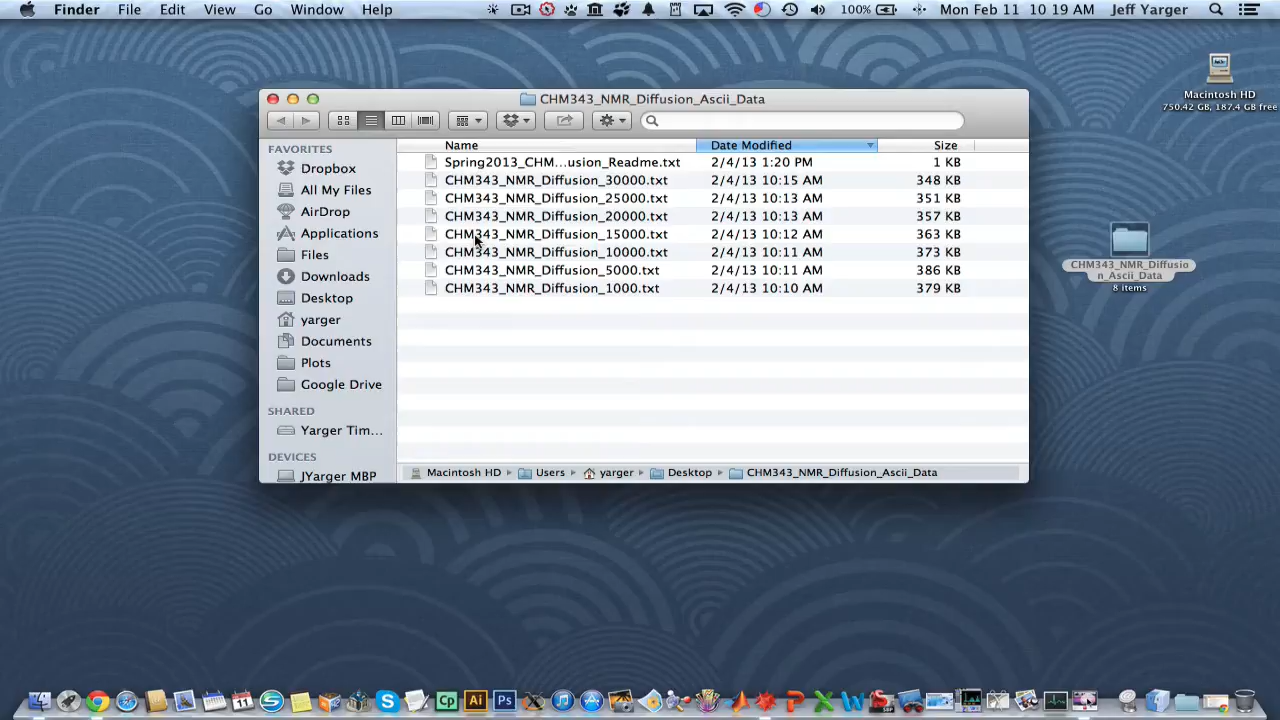 Finder File Edit View Go Window Help 100% Mon Feb 11 10:19 AM Jeff Yarger
Macintosh HD
750.42 GB, 187.4 GB free
CHM343_NMR_Diffusion_Ascii_Data
Name Date Modified Size
FAVORITES
Dropbox
All My Files
AirDrop
Applications
Files
Downloads
Desktop
yarger
Documents
Plots
Google Drive
SHARED
Yarger Tim...
DEVICES
JYarger MBP
Spring2013_CHM...usion_Readme.txt 2/4/13 1:20 PM 1 KB
CHM343_NMR_Diffusion_30000.txt 2/4/13 10:15 AM 348 KB
CHM343_NMR_Diffusion_25000.txt 2/4/13 10:13 AM 351 KB
CHM343_NMR_Diffusion_20000.txt 2/4/13 10:13 AM 357 KB
CHM343_NMR_Diffusion_15000.txt 2/4/13 10:12 AM 363 KB
CHM343_NMR_Diffusion_10000.txt 2/4/13 10:11 AM 373 KB
CHM343_NMR_Diffusion_5000.txt 2/4/13 10:11 AM 386 KB
CHM343_NMR_Diffusion_1000.txt 2/4/13 10:10 AM 379 KB
Macintosh HD Users yarger Desktop CHM343_NMR_Diffusion_Ascii_Data
CHM343_NMR_Diffusio
n_Ascii_Data
8 items
11 S Cp Ai Ps P X W